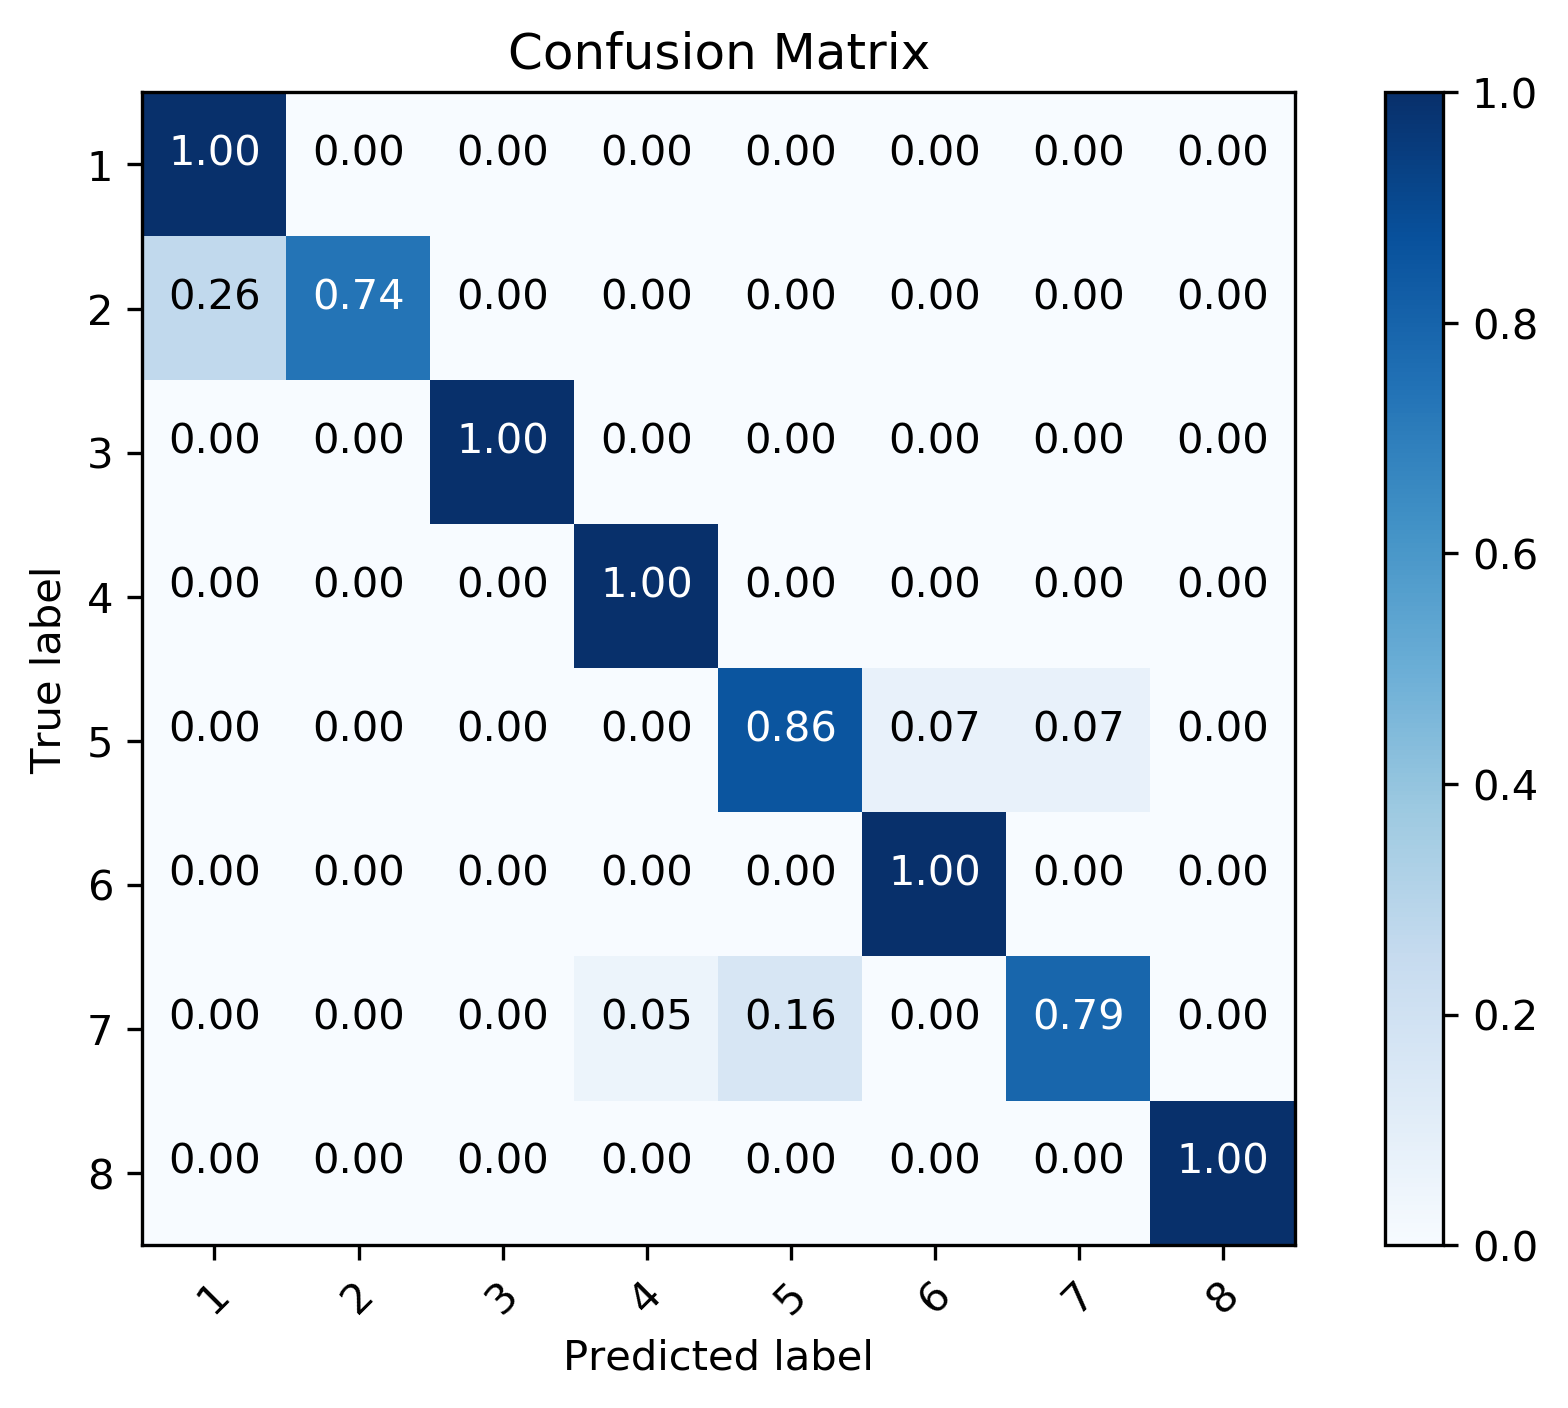 Confusion Matrix
1 1.00 0.00 0.00 0.00 0.00 0.00 0.00 0.00
2 0.26 0.74 0.00 0.00 0.00 0.00 0.00 0.00
3 0.00 0.00 1.00 0.00 0.00 0.00 0.00 0.00
4 0.00 0.00 0.00 1.00 0.00 0.00 0.00 0.00
5 0.00 0.00 0.00 0.00 0.86 0.07 0.07 0.00
6 0.00 0.00 0.00 0.00 0.00 1.00 0.00 0.00
7 0.00 0.00 0.00 0.05 0.16 0.00 0.79 0.00
8 0.00 0.00 0.00 0.00 0.00 0.00 0.00 1.00
1 2 3 4 5 6 7 8
Predicted label
True label
1.0
0.8
0.6
0.4
0.2
0.0